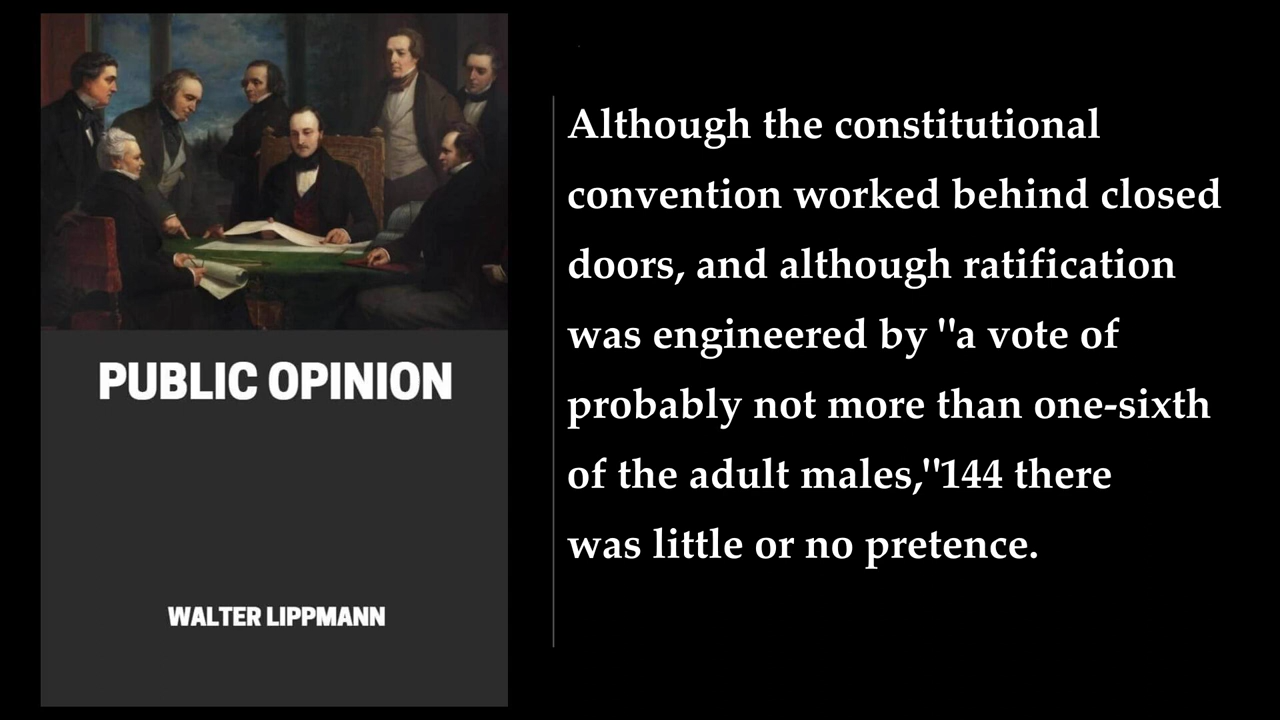 PUBLIC OPINION
WALTER LIPPMANN
Although the constitutional
convention worked behind closed
doors, and although ratification
was engineered by "a vote of
probably not more than one-sixth
of the adult males,"144 there
was little or no pretence.